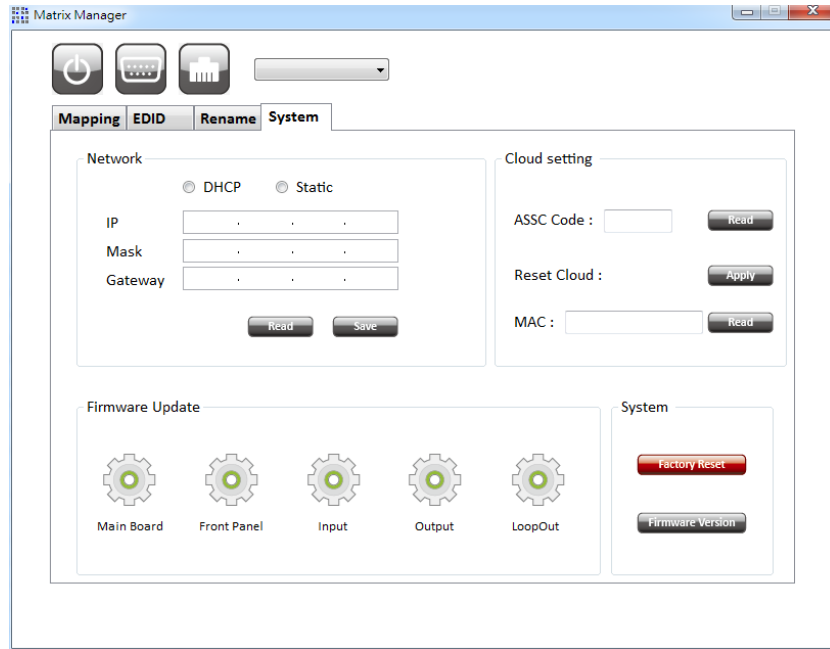 Matrix Manager
Mapping EDID Rename System
Network
DHCP Static
IP
Mask
Gateway
Read Save
Cloud setting
ASSC Code : Read
Reset Cloud : Apply
MAC : Read
Firmware Update
Main Board Front Panel Input Output LoopOut
System
Factory Reset
Firmware Version